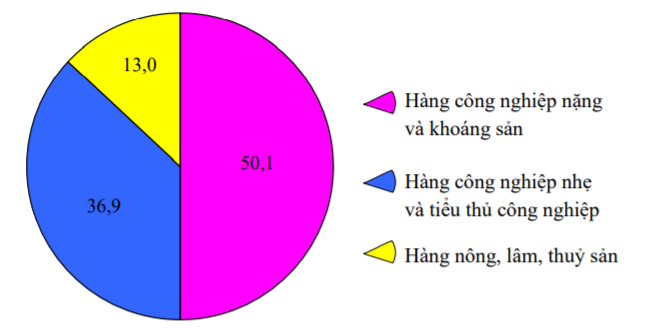 13,0
50,1
36,9
Hàng công nghiệp nặng
và khoáng sản
Hàng công nghiệp nhẹ
và tiểu thủ công nghiệp
Hàng nông, lâm, thuỷ sản